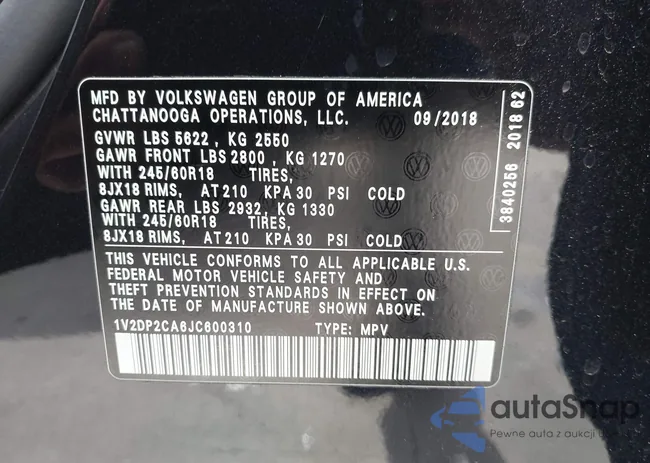 MFD BY VOLKSWAGEN GROUP OF AMERICA
CHATTANOOGA OPERATIONS, LLC. 09/2018
GVWR LBS 5622 , KG 2550
GAWR FRONT LBS 2800 , KG 1270
WITH 245/60R18 TIRES,
8JX18 RIMS, AT 210 KPA 30 PSI COLD
GAWR REAR LBS 2932, KG 1330
WITH 245/60R18 TIRES,
8JX18 RIMS, AT 210 KPA 30 PSI COLD
THIS VEHICLE CONFORMS TO ALL APPLICABLE U.S.
FEDERAL MOTOR VEHICLE SAFETY AND
THEFT PREVENTION STANDARDS IN EFFECT ON
THE DATE OF MANUFACTURE SHOWN ABOVE.
1V2DP2CA6JC600310 TYPE: MPV
3840256 2018 62
autaSnap
Pewne auta z aukcji